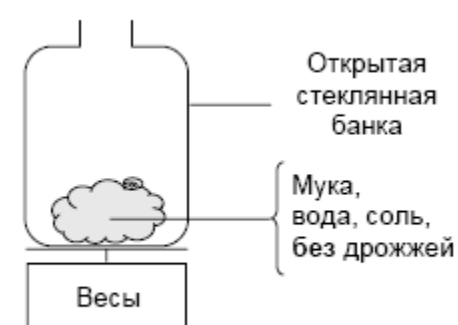 Открытая
стеклянная
банка
Мука,
вода, соль,
без дрожжей
Весы